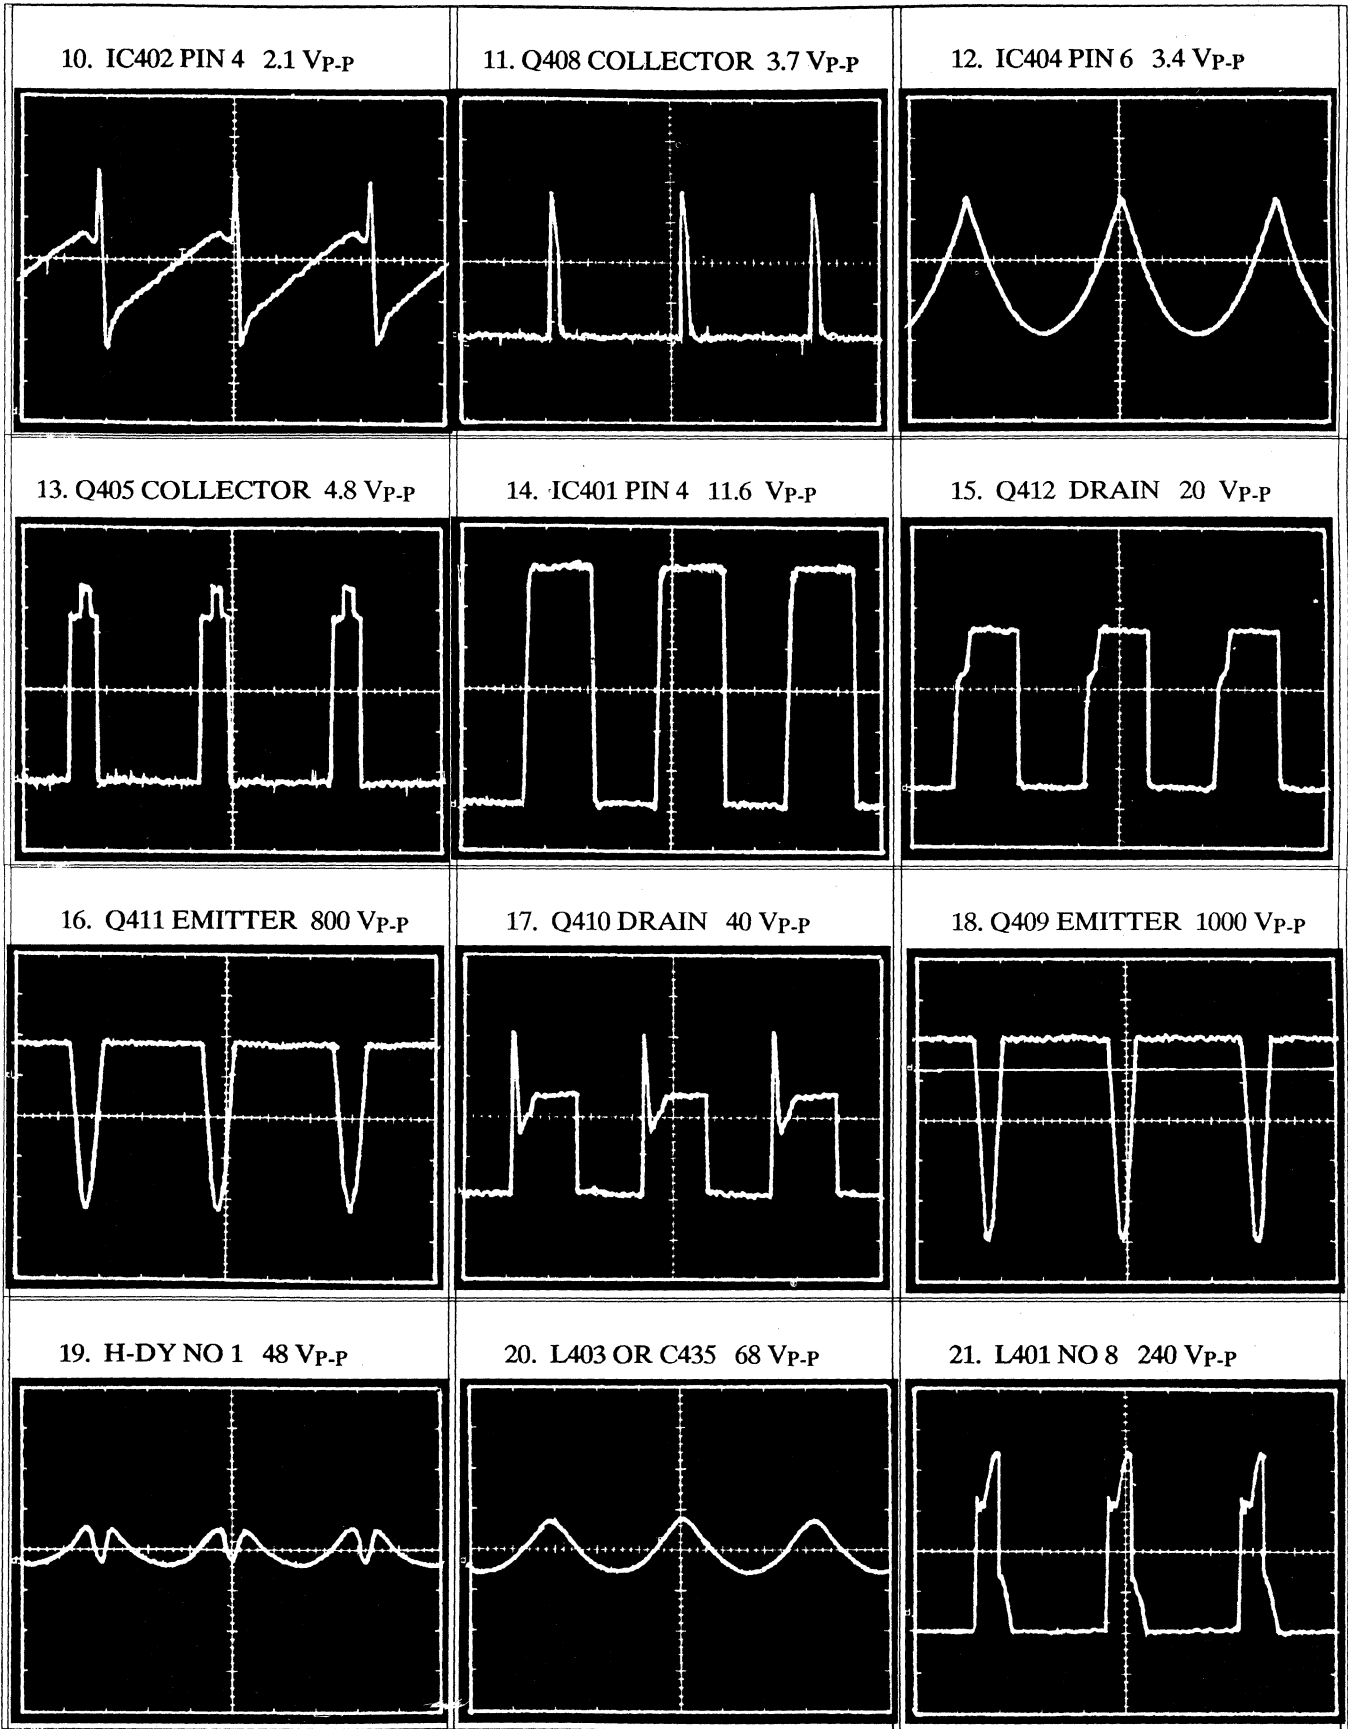 10. IC402 PIN 4 2.1 VP-P
11. Q408 COLLECTOR 3.7 VP-P
12. IC404 PIN 6 3.4 VP-P
13. Q405 COLLECTOR 4.8 VP-P
14. IC401 PIN 4 11.6 VP-P
15. Q412 DRAIN 20 VP-P
16. Q411 EMITTER 800 VP-P
17. Q410 DRAIN 40 VP-P
18. Q409 EMITTER 1000 VP-P
19. H-DY NO 1 48 VP-P
20. L403 OR C435 68 VP-P
21. L401 NO 8 240 VP-P